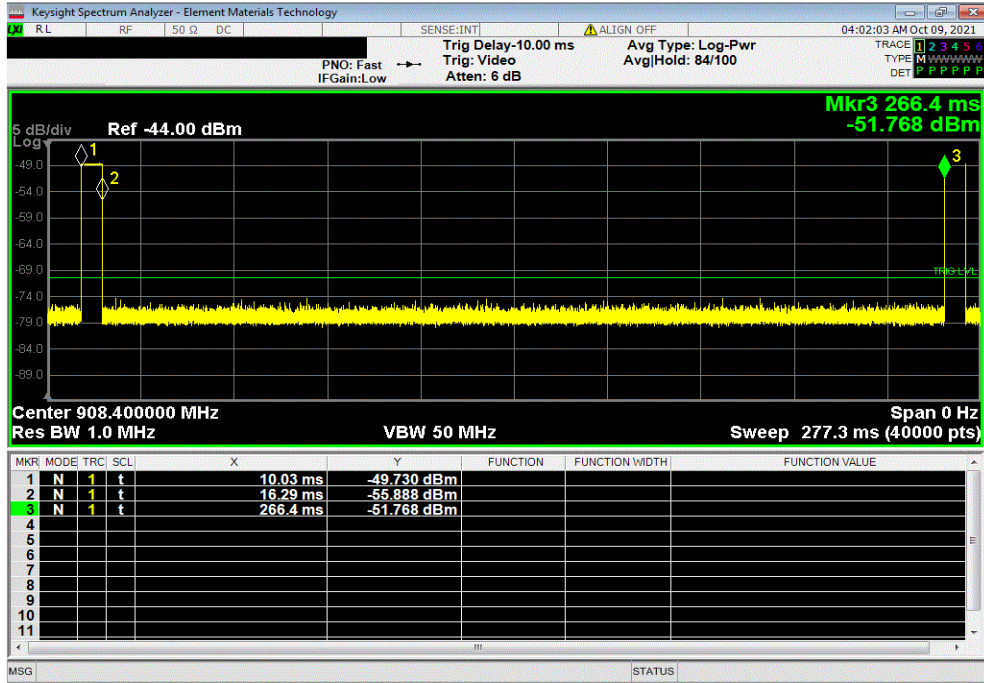 Keysight Spectrum Analyzer - Element Materials Technology
LXI RL RF 50 Ω DC SENSE:INT ALIGN OFF 04:02:03 AM Oct 09, 2021
Trig Delay-10.00 ms Avg Type: Log-Pwr TRACE 1 2 3 4 5 6
PNO: Fast Trig: Video Avg|Hold: 84/100 TYPE M W W W W W
IFGain:Low Atten: 6 dB DET P P P P P P
Mkr3 266.4 ms
5 dB/div Ref -44.00 dBm -51.768 dBm
Log
1
3
-49.0
2
-54.0
-59.0
-64.0
-69.0
TRIG LVL
-74.0
-79.0
-84.0
-89.0
Center 908.400000 MHz Span 0 Hz
Res BW 1.0 MHz VBW 50 MHz Sweep 277.3 ms (40000 pts)
MKR MODE TRC SCL X Y FUNCTION FUNCTION WIDTH FUNCTION VALUE
1 N 1 t 10.03 ms -49.730 dBm
2 N 1 t 16.29 ms -55.888 dBm
3 N 1 t 266.4 ms -51.768 dBm
4
5
6
7
8
9
10
11
MSG STATUS